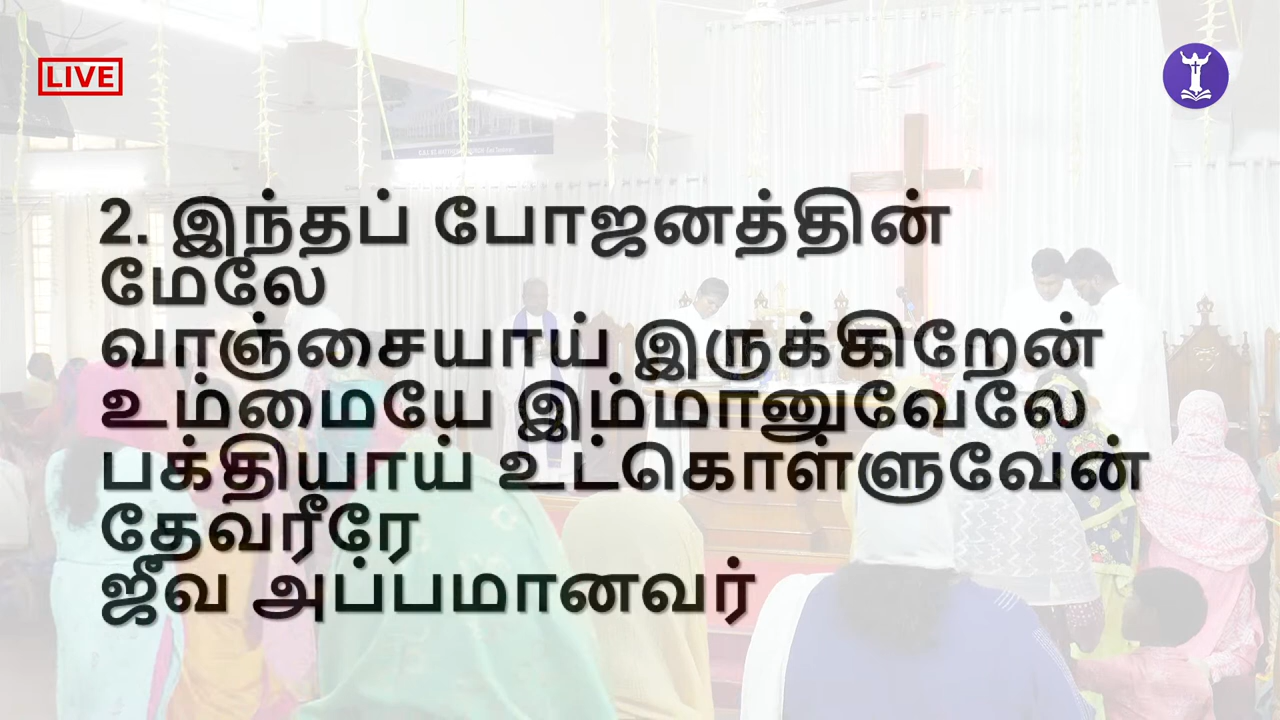 LIVE
2. இந்தப் போஜனத்தின்
மேலே
வாஞ்சையாய் இருக்கிறேன்
உம்மையே இம்மானுவேலே
பக்தியாய் உட்கொள்ளுவேன்
தேவரீரே
ஜீவ அப்பமானவர்